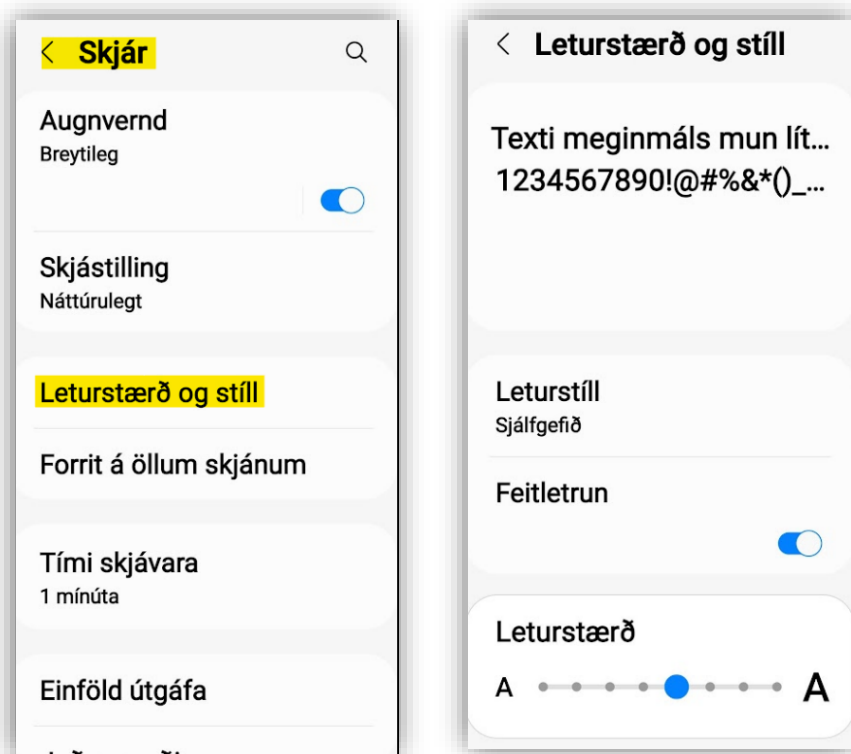 Skjár
Augnvernd
Breytileg
Skjástilling
Náttúrulegt
Leturstærð og stíll
Forrit á öllum skjánum
Tími skjávara
1 mínúta
Einföld útgáfa
Leturstærð og stíll
Texti meginmáls mun lít...
1234567890!@#%&*()_...
Leturstíll
Sjálfgefið
Feitletrun
Leturstærð
A A